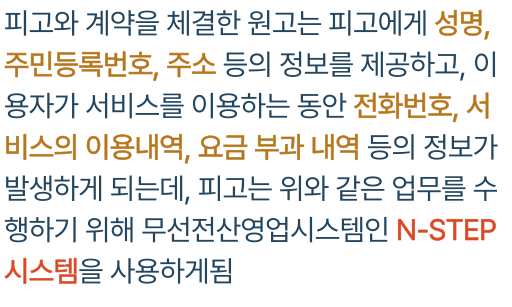 피고와 계약을 체결한 원고는 피고에게 성명,
주민등록번호, 주소 등의 정보를 제공하고, 이
용자가 서비스를 이용하는 동안 전화번호, 서
비스의 이용내역, 요금 부과 내역 등의 정보가
발생하게 되는데, 피고는 위와 같은 업무를 수
행하기 위해 무선전산영업시스템인 N-STEP
시스템을 사용하게됨